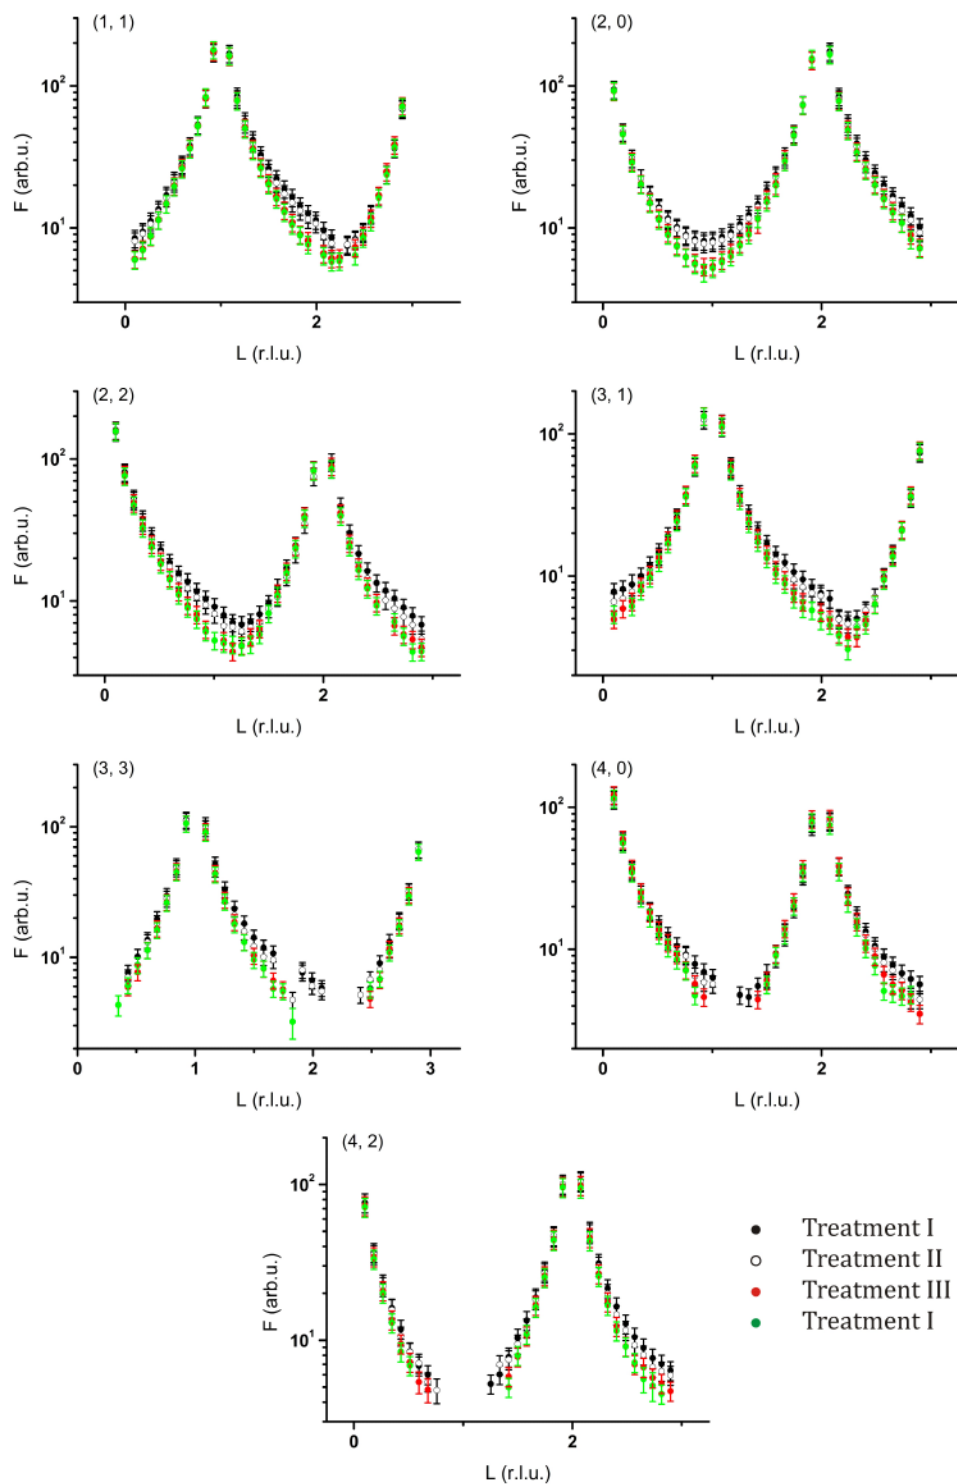 (1, 1)
10²
10¹
F (arb.u.)
0
2
L (r.l.u.)
(2, 0)
10²
10¹
F (arb.u.)
0
2
L (r.l.u.)
(2, 2)
10²
10¹
F (arb.u.)
0
2
L (r.l.u.)
(3, 1)
10²
10¹
F (arb.u.)
0
2
L (r.l.u.)
(3, 3)
10²
10¹
F (arb.u.)
0
1
2
3
L (r.l.u.)
(4, 0)
10²
10¹
F (arb.u.)
0
2
L (r.l.u.)
(4, 2)
10²
10¹
F (arb.u.)
0
2
L (r.l.u.)
Treatment I
Treatment II
Treatment III
Treatment I